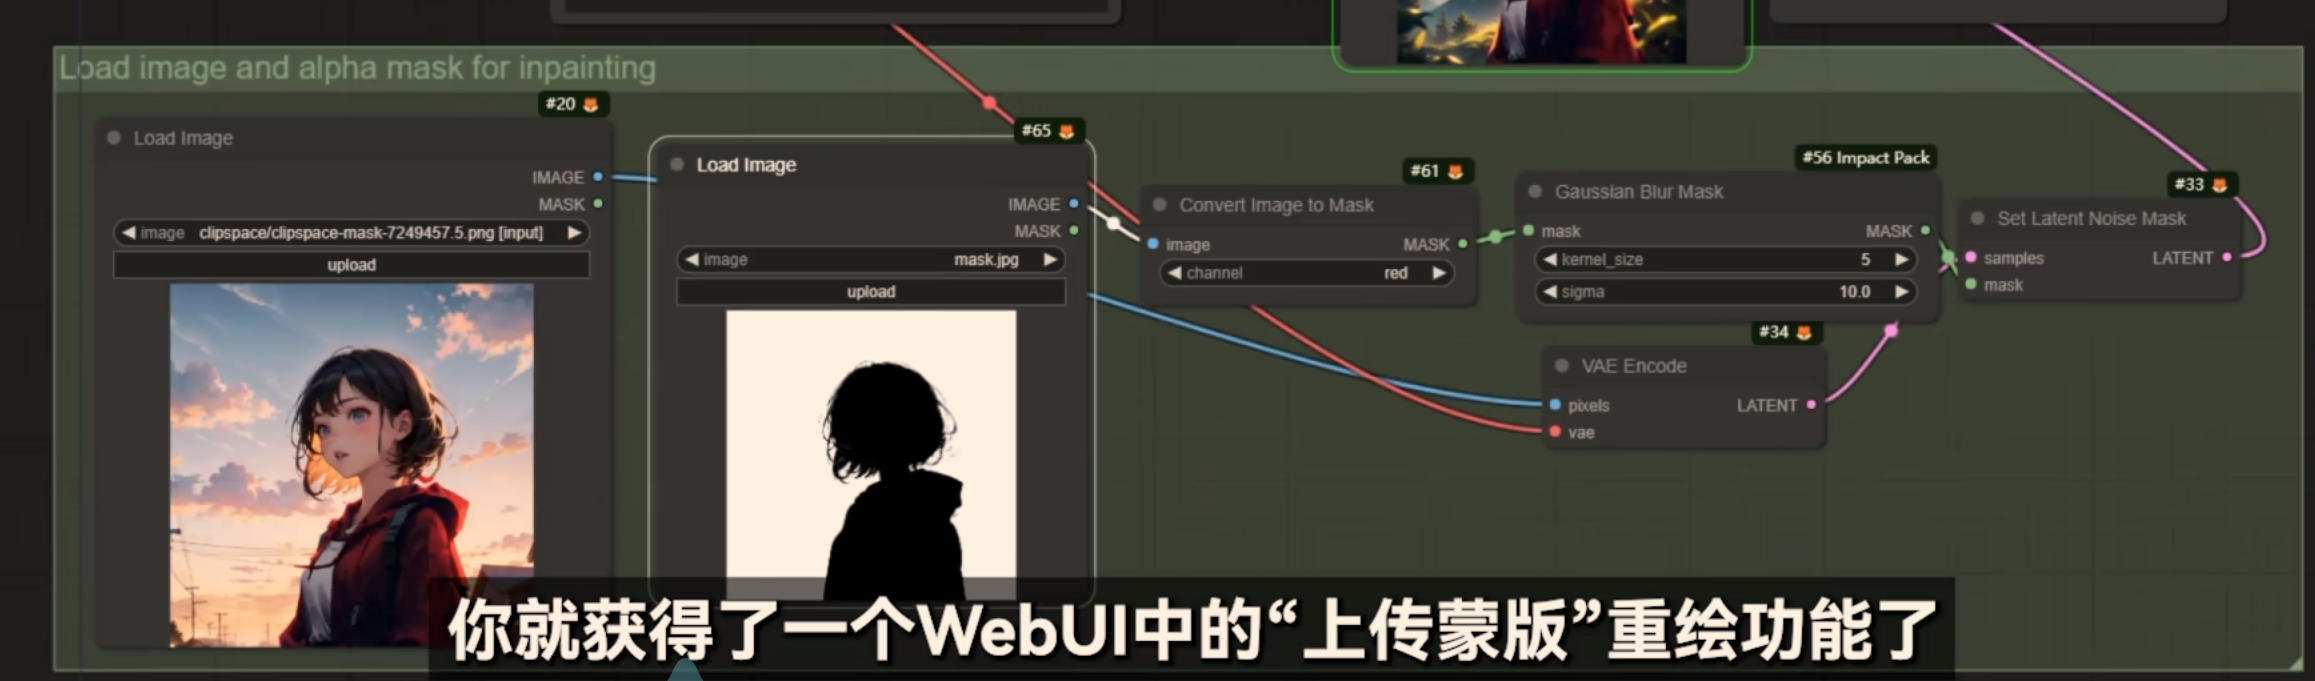 Load image and alpha mask for inpainting
#20
Load Image
IMAGE
MASK
image clipspace/clipspace-mask-7249457.5.png [input]
upload
#65
Load Image
IMAGE
MASK
image mask.jpg
upload
#61
Convert Image to Mask
image MASK
channel red
#56 Impact Pack
Gaussian Blur Mask
mask MASK
kernel_size 5
sigma 10.0
#34
VAE Encode
pixels LATENT
vae
#33
Set Latent Noise Mask
samples LATENT
mask
你就获得了一个WebUI中的“上传蒙版”重绘功能了